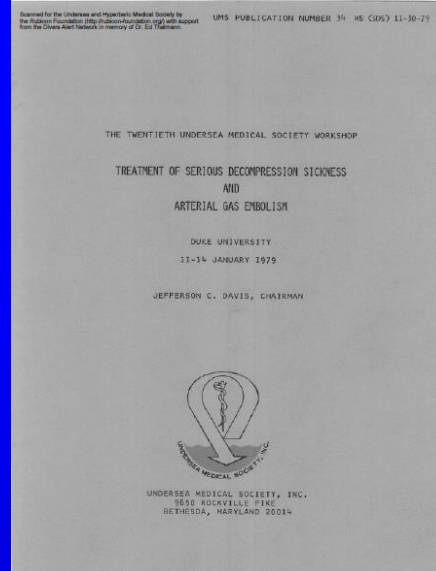 Scanned for the Undersea and Hyperbaric Medical Society by
the Rubicon Foundation (http://rubicon-foundation.org/) with support
from the Divers Alert Network in memory of Dr. Ed Thalmann.
UMS PUBLICATION NUMBER 34 WS (DS) 11-30-79
THE TWENTIETH UNDERSEA MEDICAL SOCIETY WORKSHOP
TREATMENT OF SERIOUS DECOMPRESSION SICKNESS
AND
ARTERIAL GAS EMBOLISM
DUKE UNIVERSITY
11-14 JANUARY 1979
JEFFERSON C. DAVIS, CHAIRMAN
UNDERSEA MEDICAL SOCIETY, INC.
UNDERSEA MEDICAL SOCIETY, INC.
9650 ROCKVILLE PIKE
BETHESDA, MARYLAND 20014